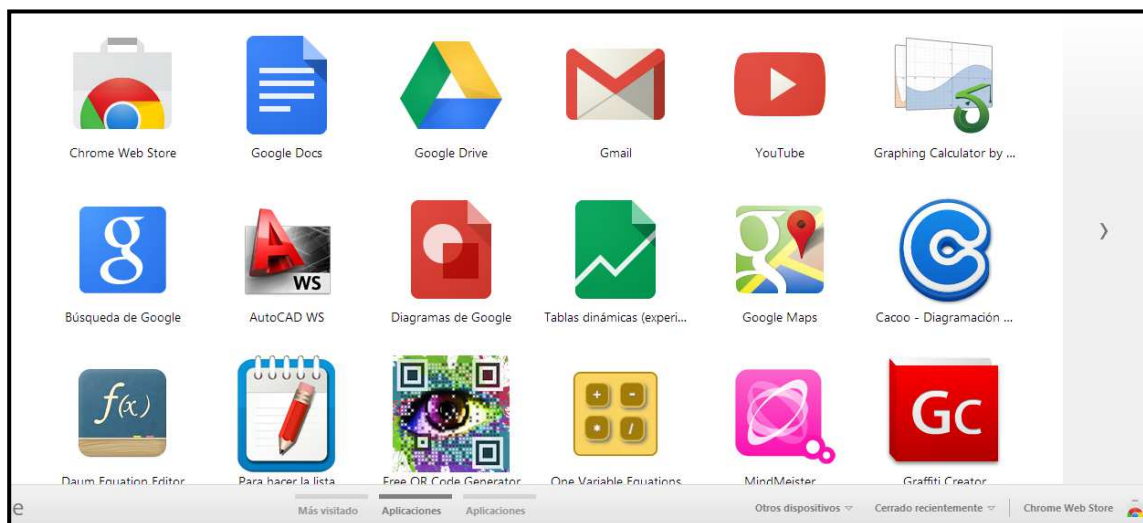 Chrome Web Store
Google Docs
Google Drive
Gmail
YouTube
Graphing Calculator by ...
g
A
WS
g
C
Búsqueda de Google
AutoCAD WS
Diagramas de Google
Tablas dinámicas (experi...
Google Maps
Cacoo - Diagramación ...
f(x)
+ -
* /
Gc
Daum Equation Editor
Para hacer la lista
Free QR Code Generator
One Variable Equations
MindMeister
Graffiti Creator
e
Más visitado
Aplicaciones
Aplicaciones
Otros dispositivos
Cerrado recientemente
Chrome Web Store